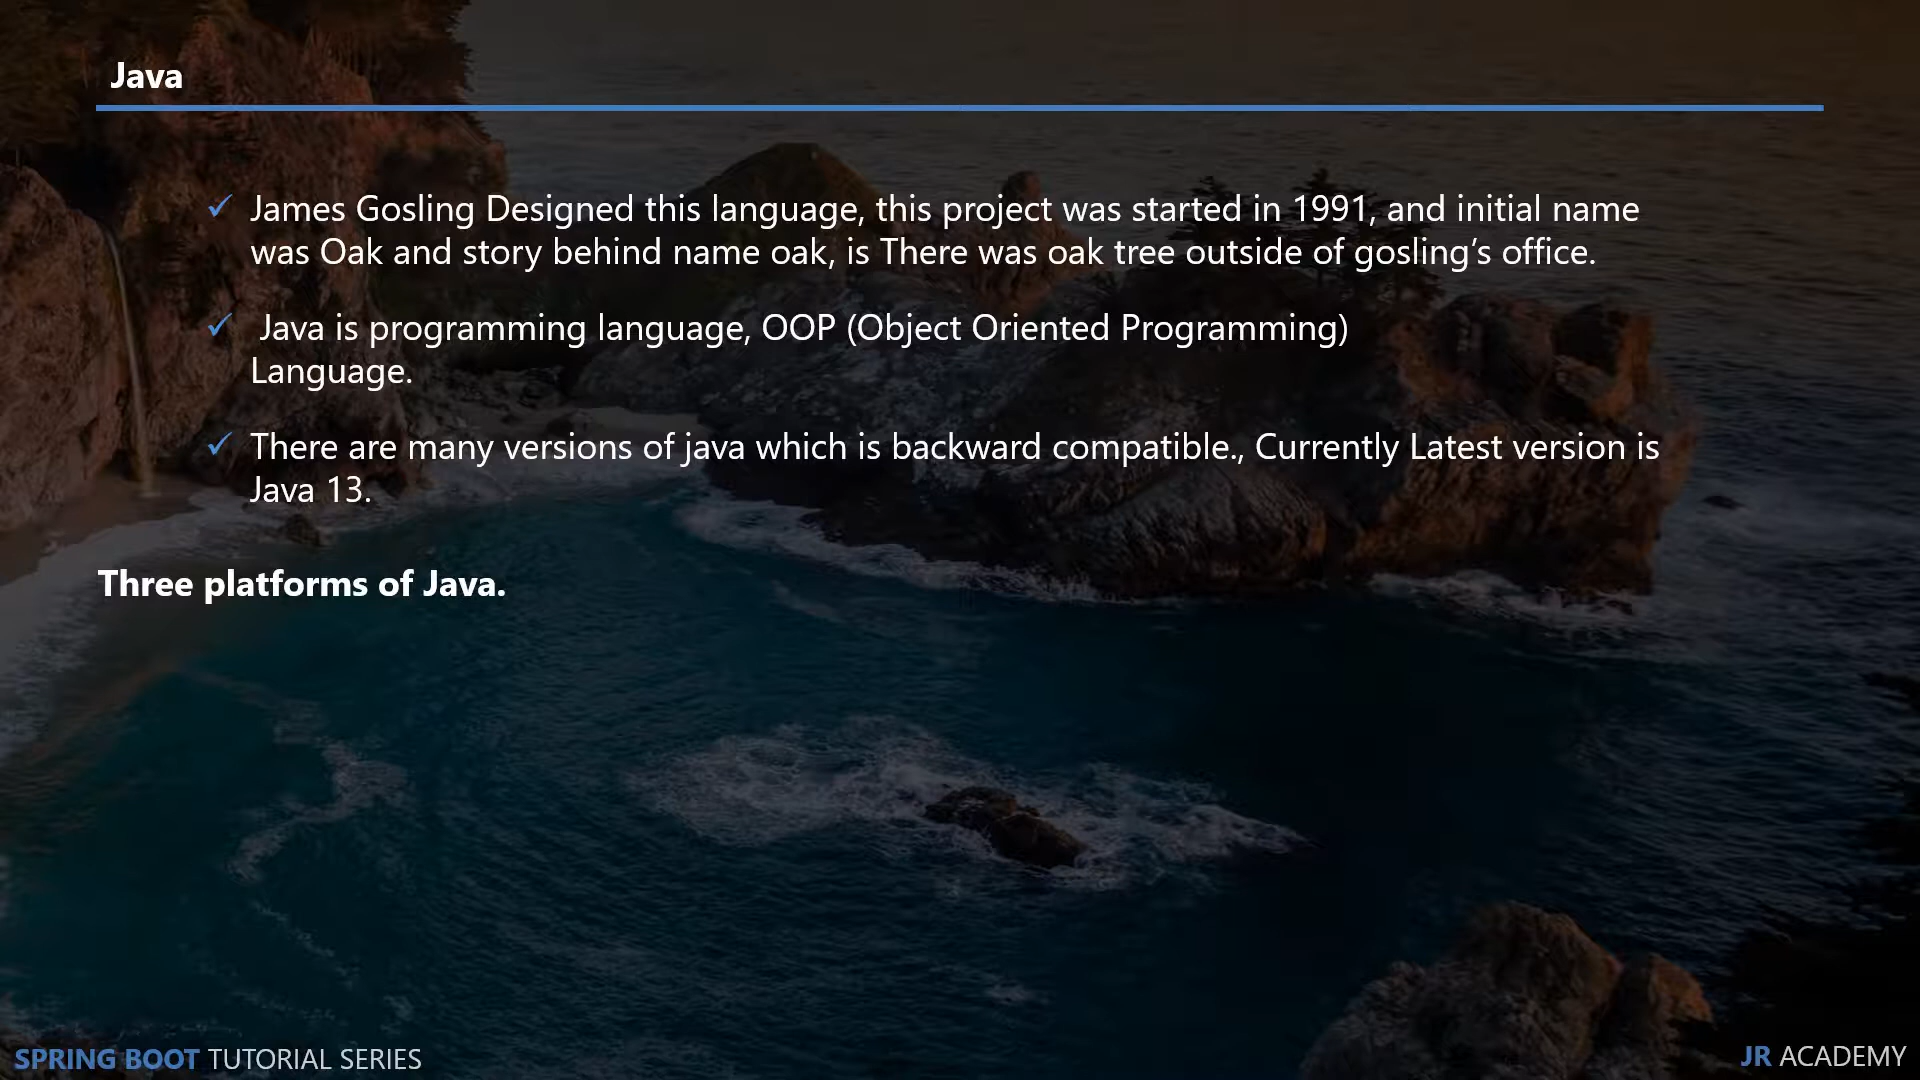 Java
✓ James Gosling Designed this language, this project was started in 1991, and initial name
was Oak and story behind name oak, is There was oak tree outside of gosling’s office.
✓ Java is programming language, OOP (Object Oriented Programming)
Language.
✓ There are many versions of java which is backward compatible., Currently Latest version is
Java 13.
Three platforms of Java.
SPRING BOOT TUTORIAL SERIES
JR ACADEMY